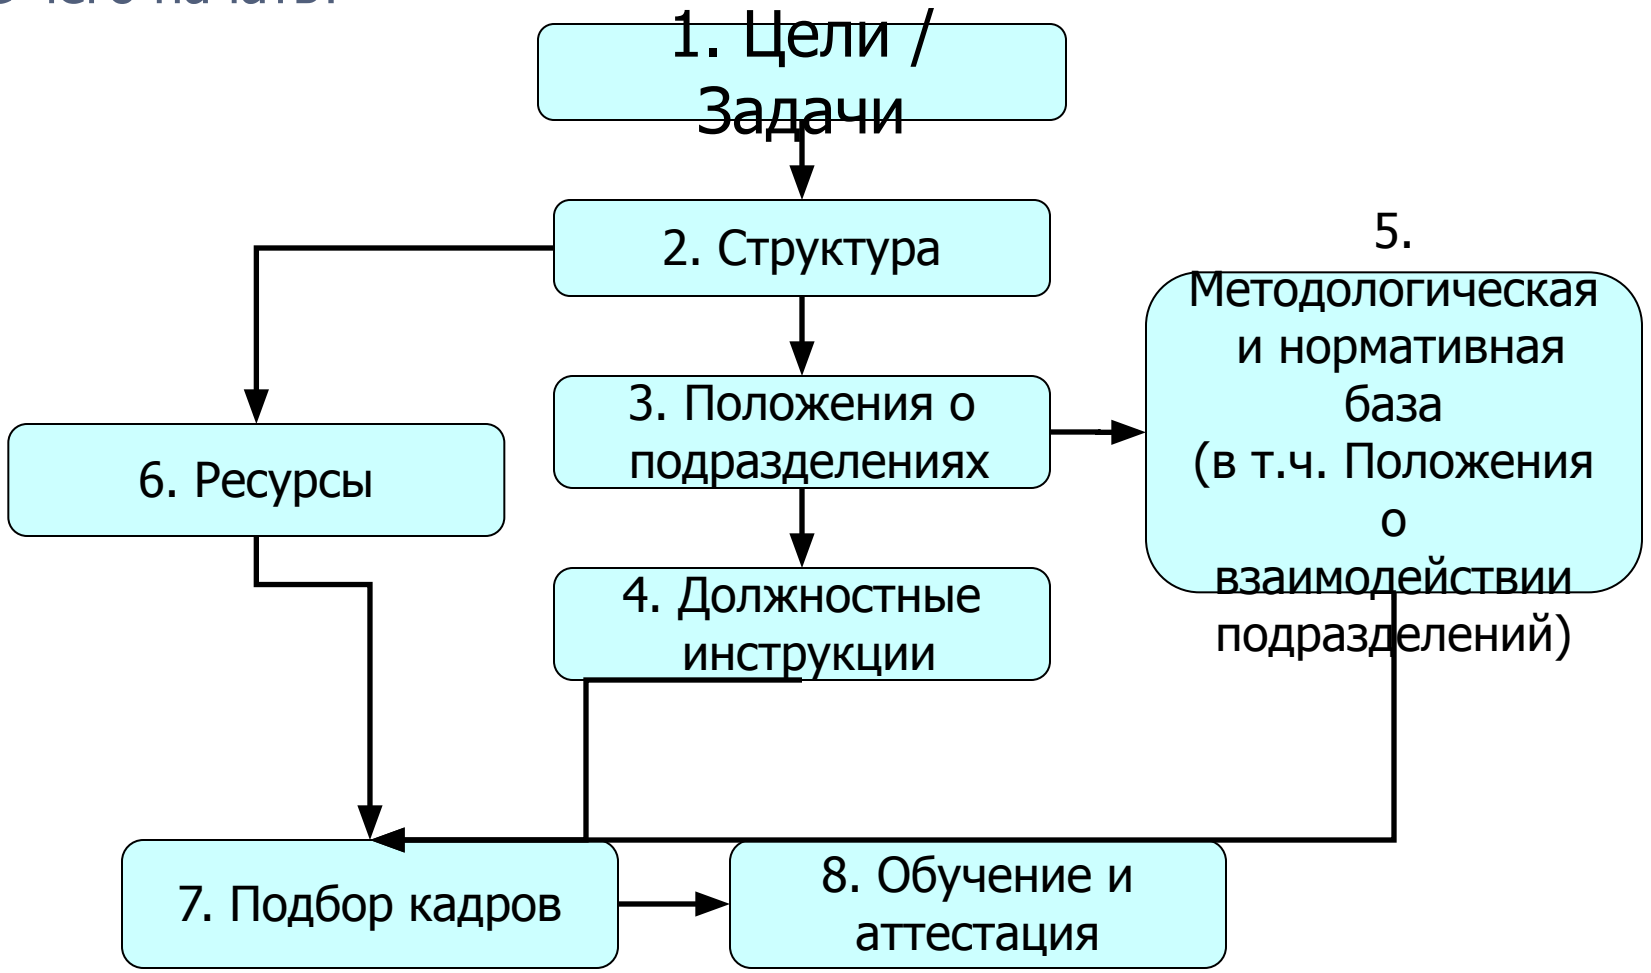 1. Цели /
Задачи
2. Структура
5.
Методологическая
и нормативная
база
(в т.ч. Положения
о
взаимодействии
подразделений)
3. Положения о
подразделениях
6. Ресурсы
4. Должностные
инструкции
7. Подбор кадров
8. Обучение и
аттестация